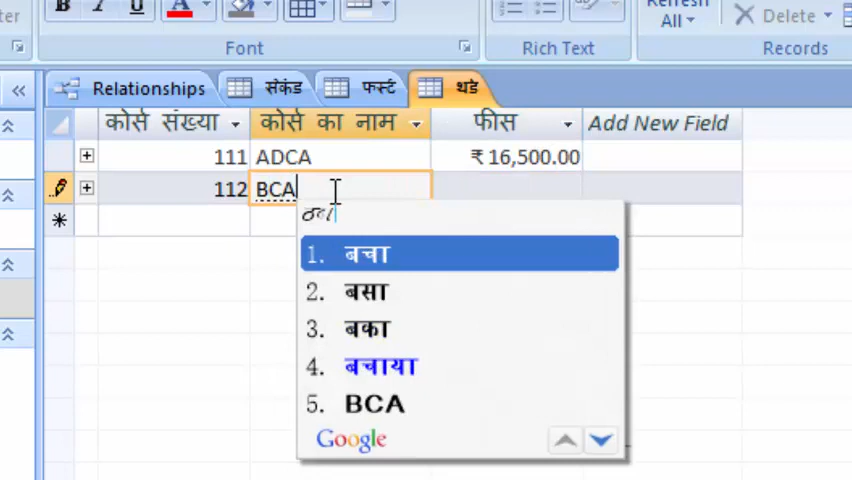 B I U A
Refresh
All Delete
Font Rich Text Records
Relationships सेकंड फर्स्ट थर्ड
कोर्स संख्या कोर्स का नाम फीस Add New Field
111 ADCA ₹ 16,500.00
112 BCA
1. बचा
2. बसा
3. बका
4. बचाया
5. BCA
Google